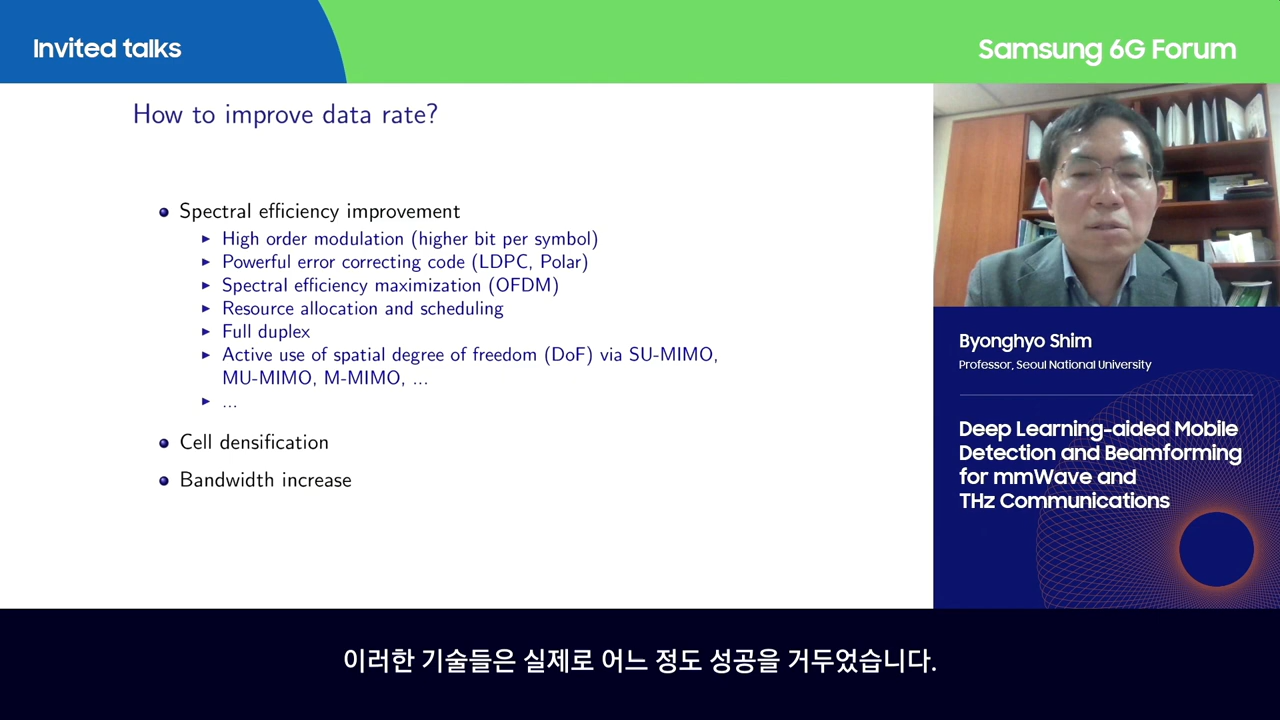 Invited talks
Samsung 6G Forum
How to improve data rate?
Spectral efficiency improvement
High order modulation (higher bit per symbol)
Powerful error correcting code (LDPC, Polar)
Spectral efficiency maximization (OFDM)
Resource allocation and scheduling
Full duplex
Active use of spatial degree of freedom (DoF) via SU-MIMO,
MU-MIMO, M-MIMO, ...
...
Cell densification
Bandwidth increase
Byonghyo Shim
Professor, Seoul National University
Deep Learning-aided Mobile
Detection and Beamforming
for mmWave and
THz Communications
이러한 기술들은 실제로 어느 정도 성공을 거두었습니다.